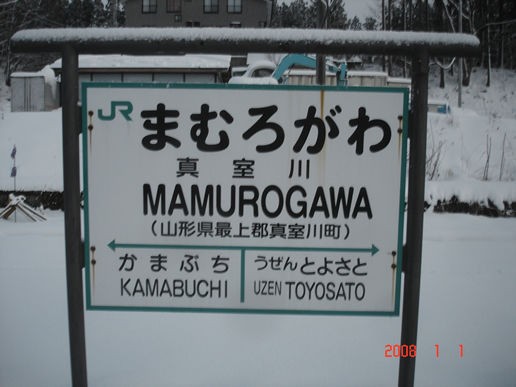 JR まむろがわ
真室川
MAMUROGAWA
(山形県最上郡真室川町)
かまぶち うぜんとよさと
KAMABUCHI UZEN TOYOSATO
2008 1 1